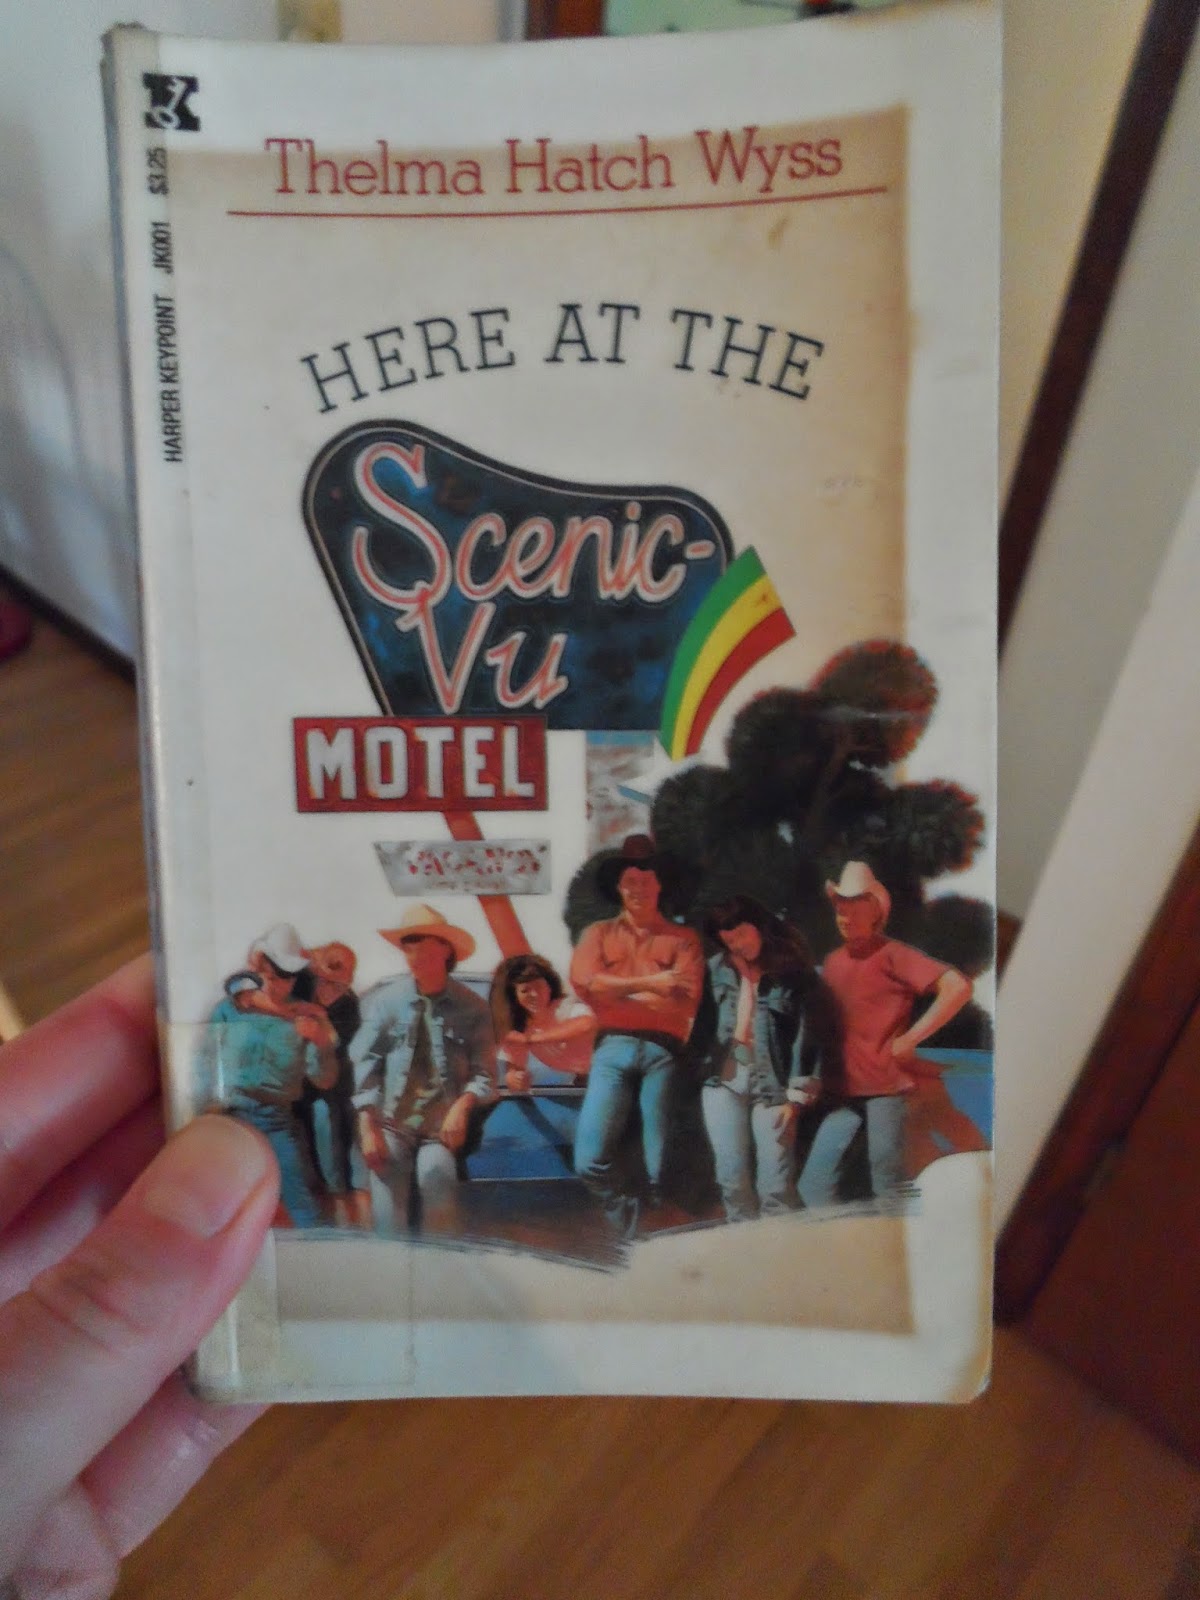 Thelma Hatch Wyss
HERE AT THE
Scenic-
Vu
MOTEL
HARPER KEYPOINT JK001 $3.25